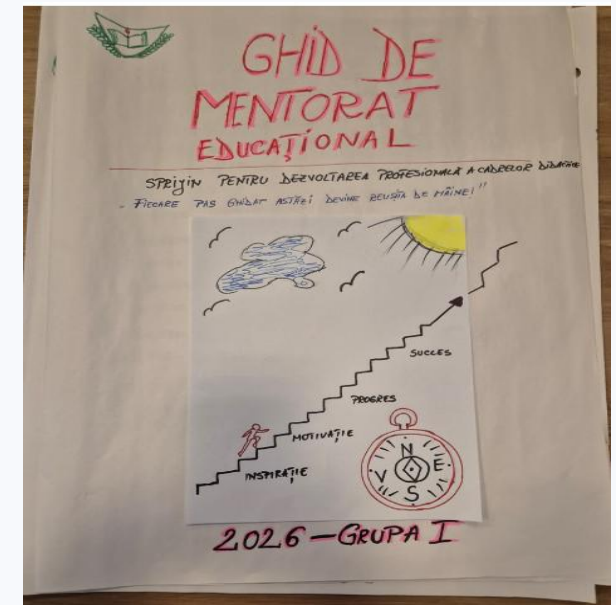 GHID DE
MENTORAT
EDUCAȚIONAL
SPRIJIN PENTRU DEZVOLTAREA PROFESIONALĂ A CADRELOR DIDACTICE
„FIECARE PAS GHIDAT ASTĂZI DEVINE REUȘITA DE MÂINE!”
SUCCES
PROGRES
MOTIVAȚIE
INSPIRAȚIE
N
V E
S
2026 – GRUPA I